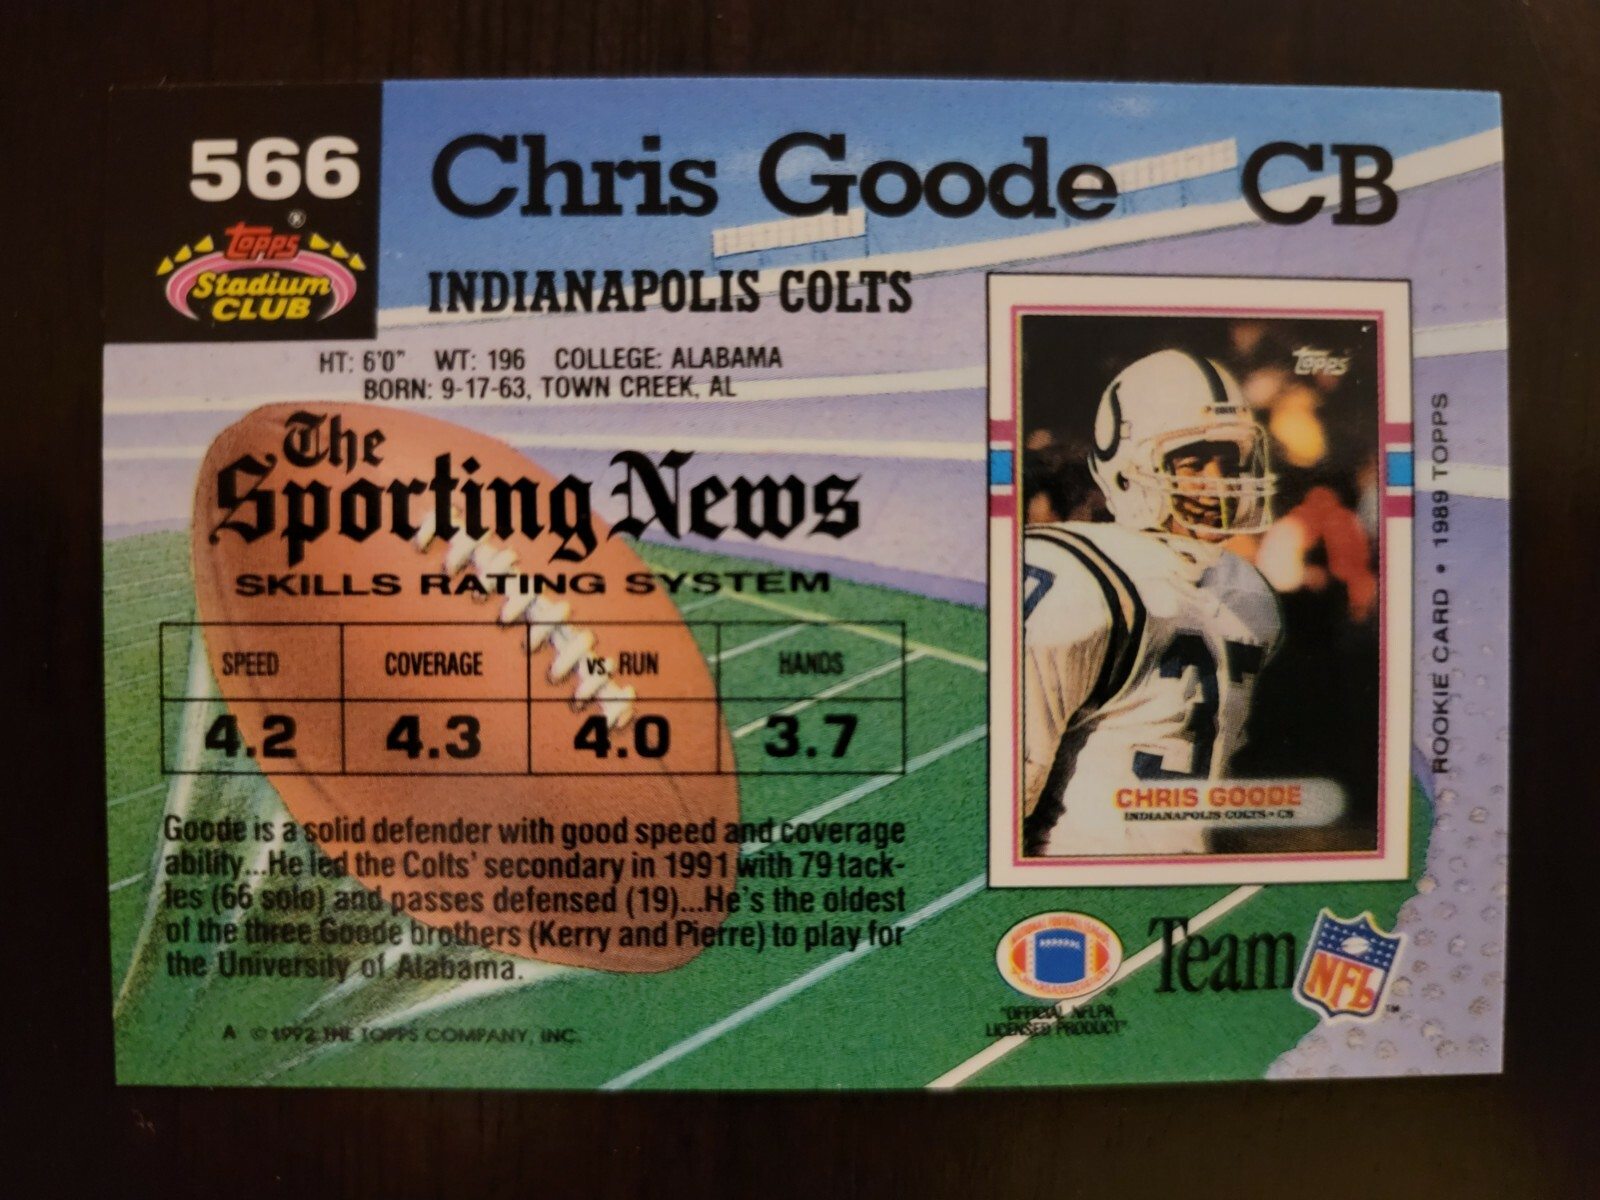 566
Chris Goode CB
Topps®
Stadium
CLUB
INDIANAPOLIS COLTS
HT: 6'0" WT: 196 COLLEGE: ALABAMA
BORN: 9-17-63, TOWN CREEK, AL
The
Sporting News
SKILLS RATING SYSTEM
SPEED COVERAGE vs. RUN HANDS
4.2 4.3 4.0 3.7
Goode is a solid defender with good speed and coverage
ability...He led the Colts' secondary in 1991 with 79 tack-
les (66 solo) and passes defensed (19)...He's the oldest
of the three Goode brothers (Kerry and Pierre) to play for
the University of Alabama.
A © 1992 THE TOPPS COMPANY, INC.
TOPPS
37
CHRIS GOODE
INDIANAPOLIS COLTS • CB
ROOKIE CARD • 1989 TOPPS
Team NFL™
"OFFICIAL NFLPA
LICENSED PRODUCT"